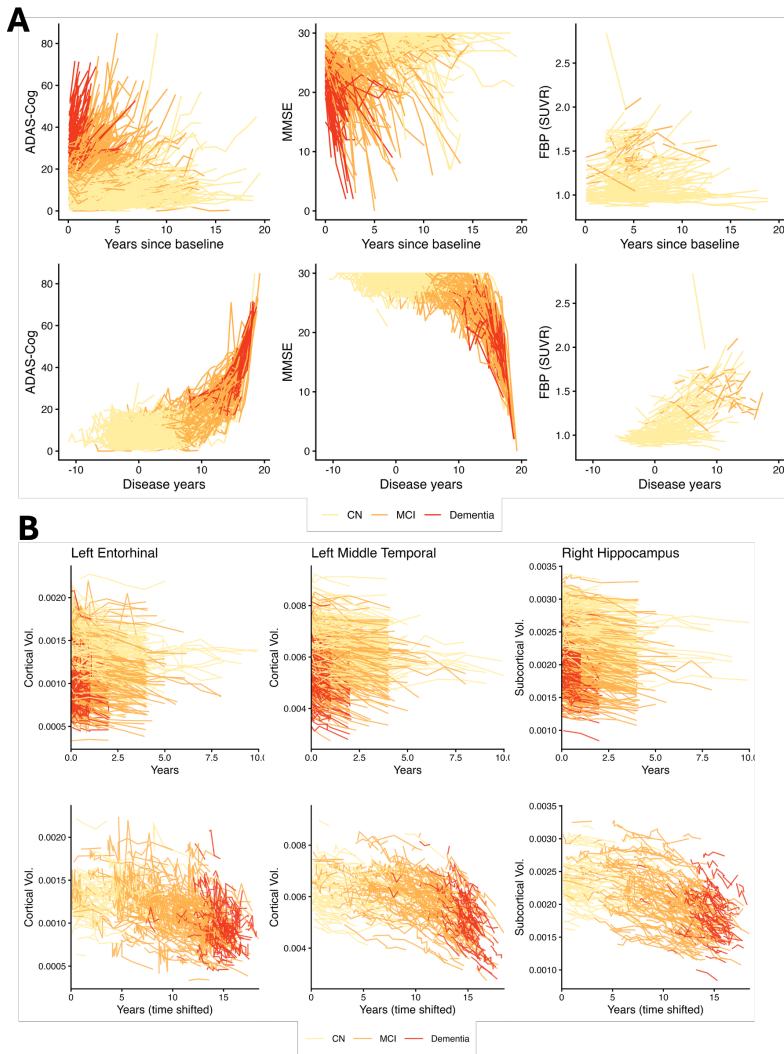 A
ADAS-Cog
80
60
40
20
0
0 5 10 15 20
Years since baseline
MMSE
30
20
10
0
0 5 10 15 20
Years since baseline
FBP (SUVR)
2.5
2.0
1.5
1.0
0 5 10 15 20
Years since baseline
ADAS-Cog
80
60
40
20
0
-10 0 10 20
Disease years
MMSE
30
20
10
0
-10 0 10 20
Disease years
FBP (SUVR)
2.5
2.0
1.5
1.0
-10 0 10 20
Disease years
CN MCI Dementia
B
Left Entorhinal
Cortical Vol.
0.0020
0.0015
0.0010
0.0005
0.0 2.5 5.0 7.5 10.0
Years
Left Middle Temporal
Cortical Vol.
0.008
0.006
0.004
0.0 2.5 5.0 7.5 10.0
Years
Right Hippocampus
Subcortical Vol.
0.0035
0.0030
0.0025
0.0020
0.0015
0.0010
0.0 2.5 5.0 7.5 10.0
Years
Cortical Vol.
0.0020
0.0015
0.0010
0.0005
0 5 10 15
Years (time shifted)
Cortical Vol.
0.008
0.006
0.004
0 5 10 15
Years (time shifted)
Subcortical Vol.
0.0035
0.0030
0.0025
0.0020
0.0015
0.0010
0 5 10 15
Years (time shifted)
CN MCI Dementia